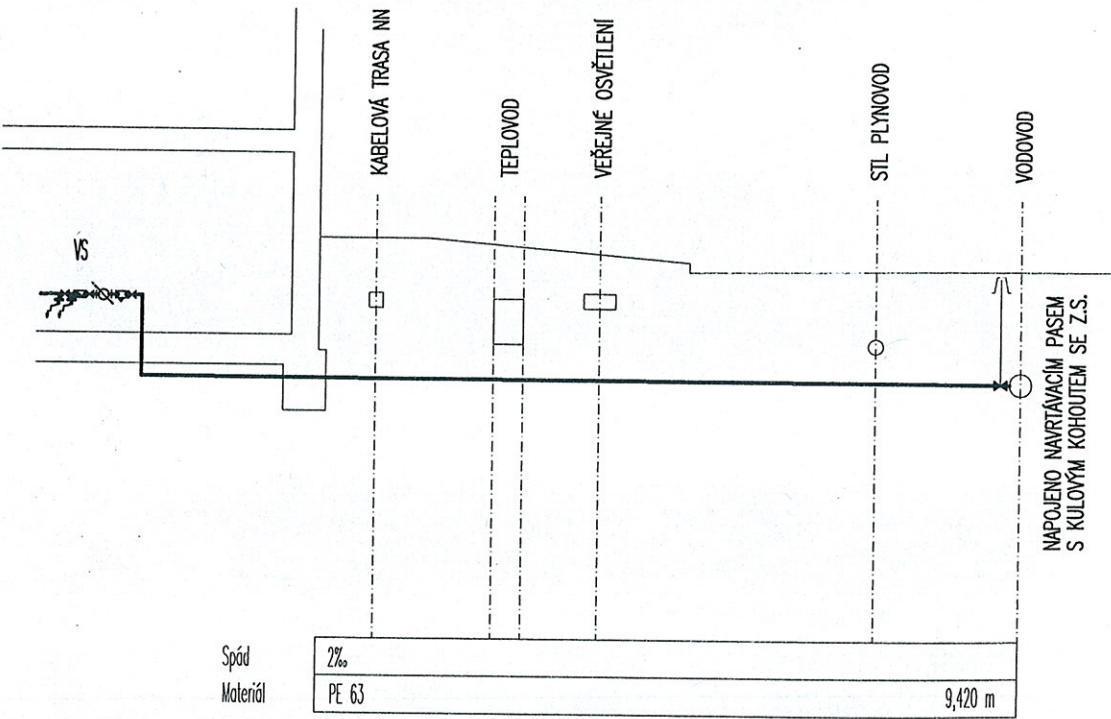 KABELOVÁ TRASA NN
TEPLOVOD
VEŘEJNÉ OSVĚTLENÍ
STL PLYNOVOD
VODOVOD
VS
NAPOJENO NAVRTÁVACÍM PASEM
S KULOVÝM KOHOUTEM SE Z.S.
Spád 2‰
Materiál PE 63 9,420 m